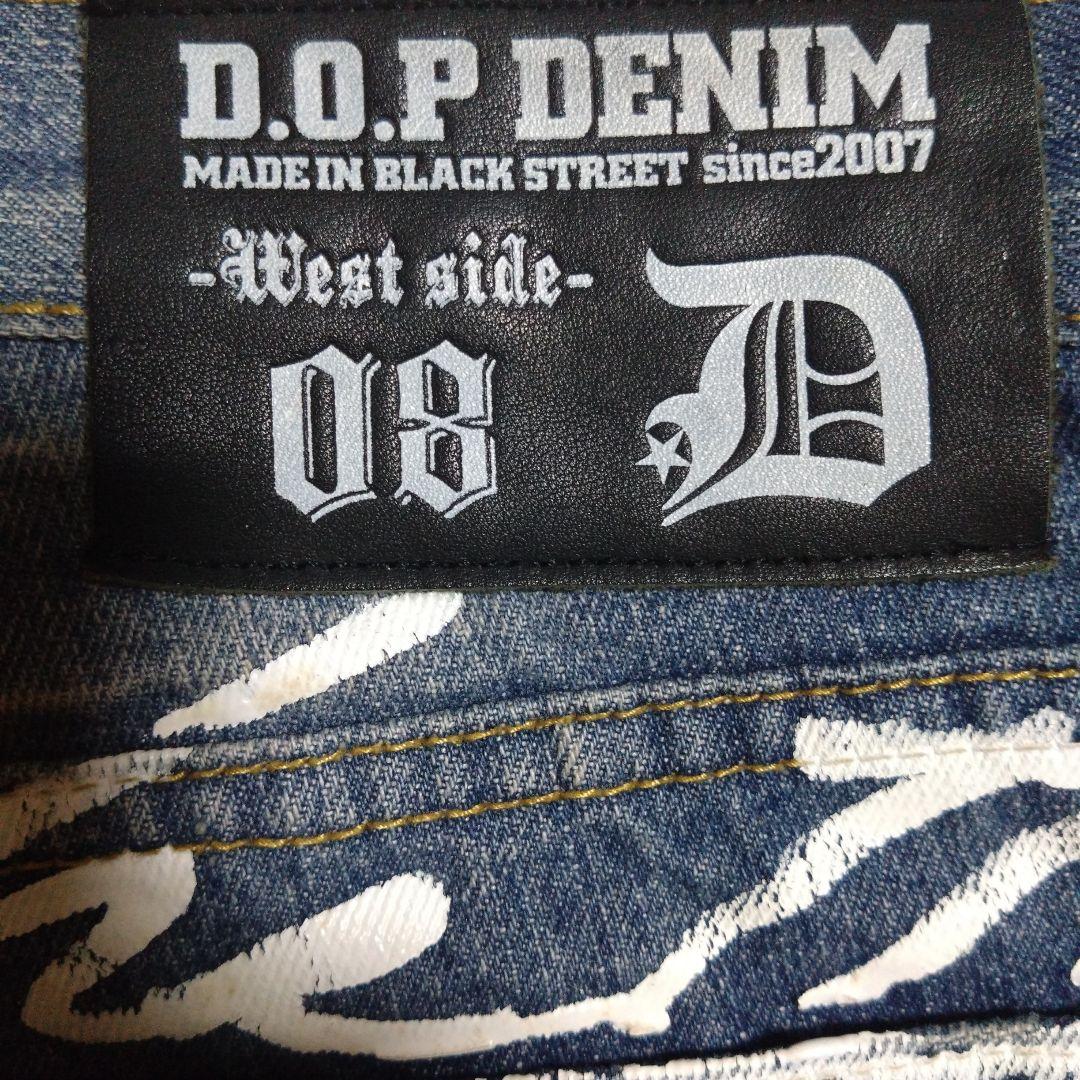 D.O.P DENIM
MADE IN BLACK STREET since2007
-West side-
08
D